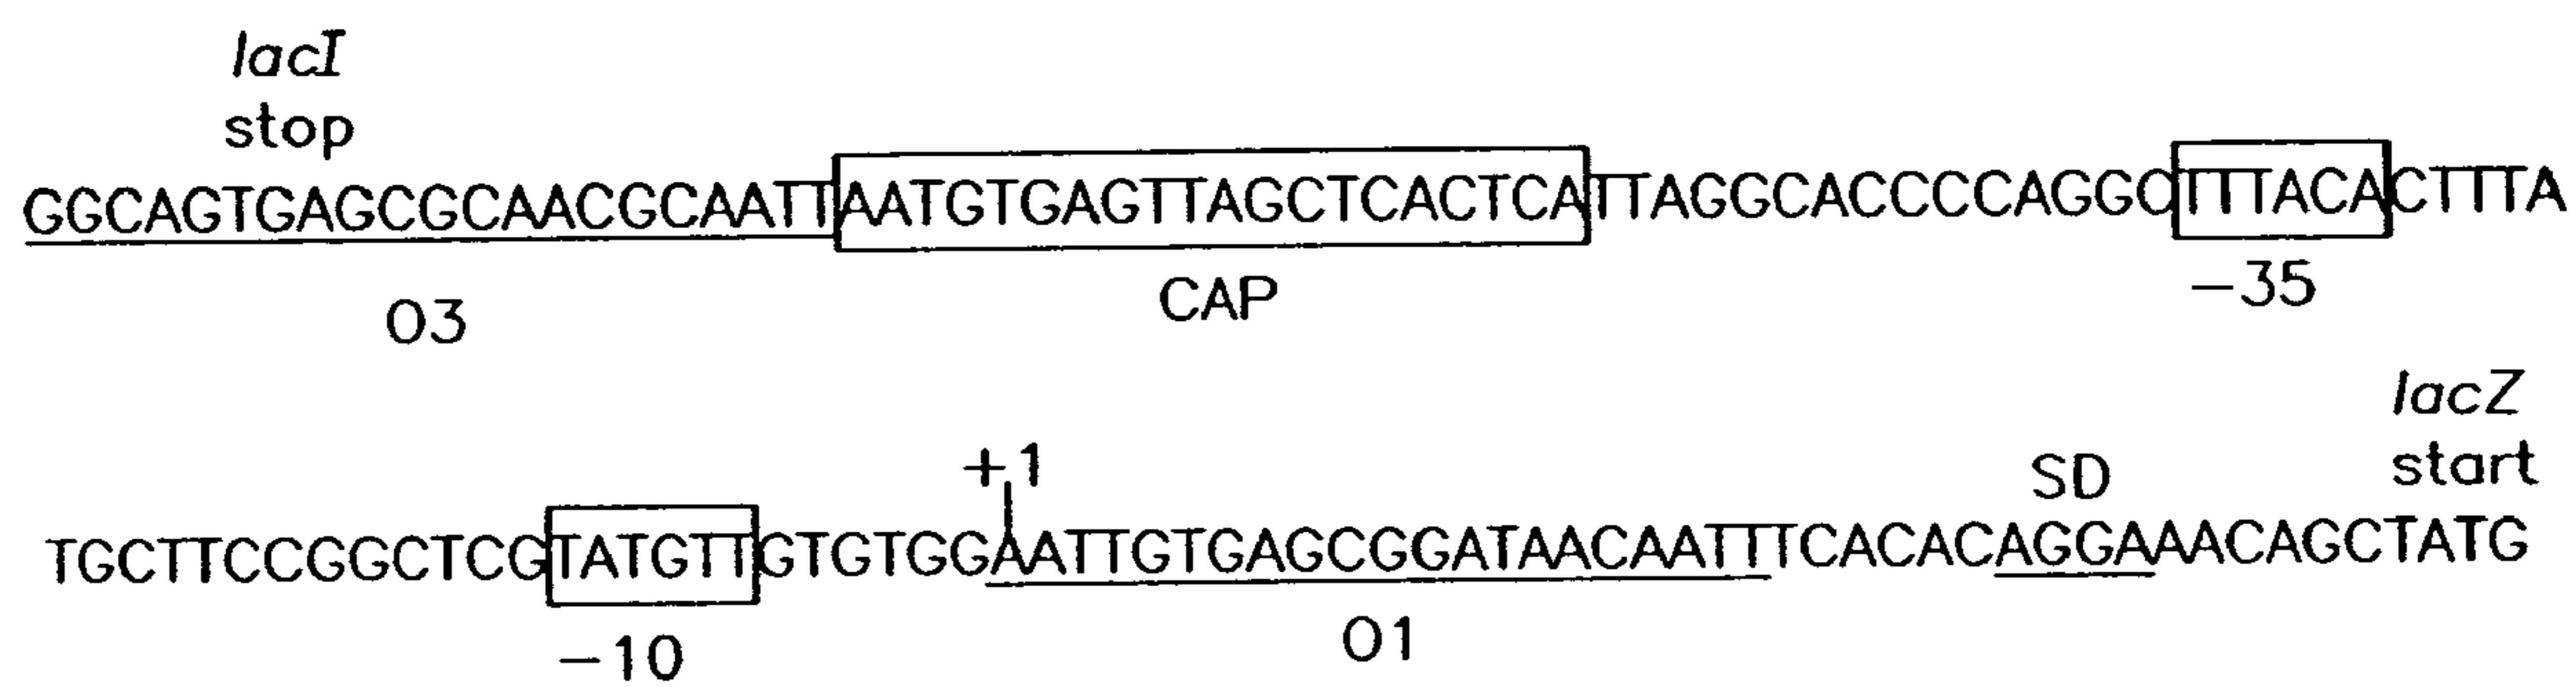 lacI
stop
GGCAGTGAGCGCAACGCAATTAATGTGAGTTAGCTCACTCATTAGGCACCCCAGGCTTTACACTTTA
O3
CAP
−35
lacZ
start
+1
SD
TGCTTCCGGCTCGTATGTTGTGTGGAATTGTGAGCGGATAACAATTTCACACAGGAAACAGCTATG
−10
O1